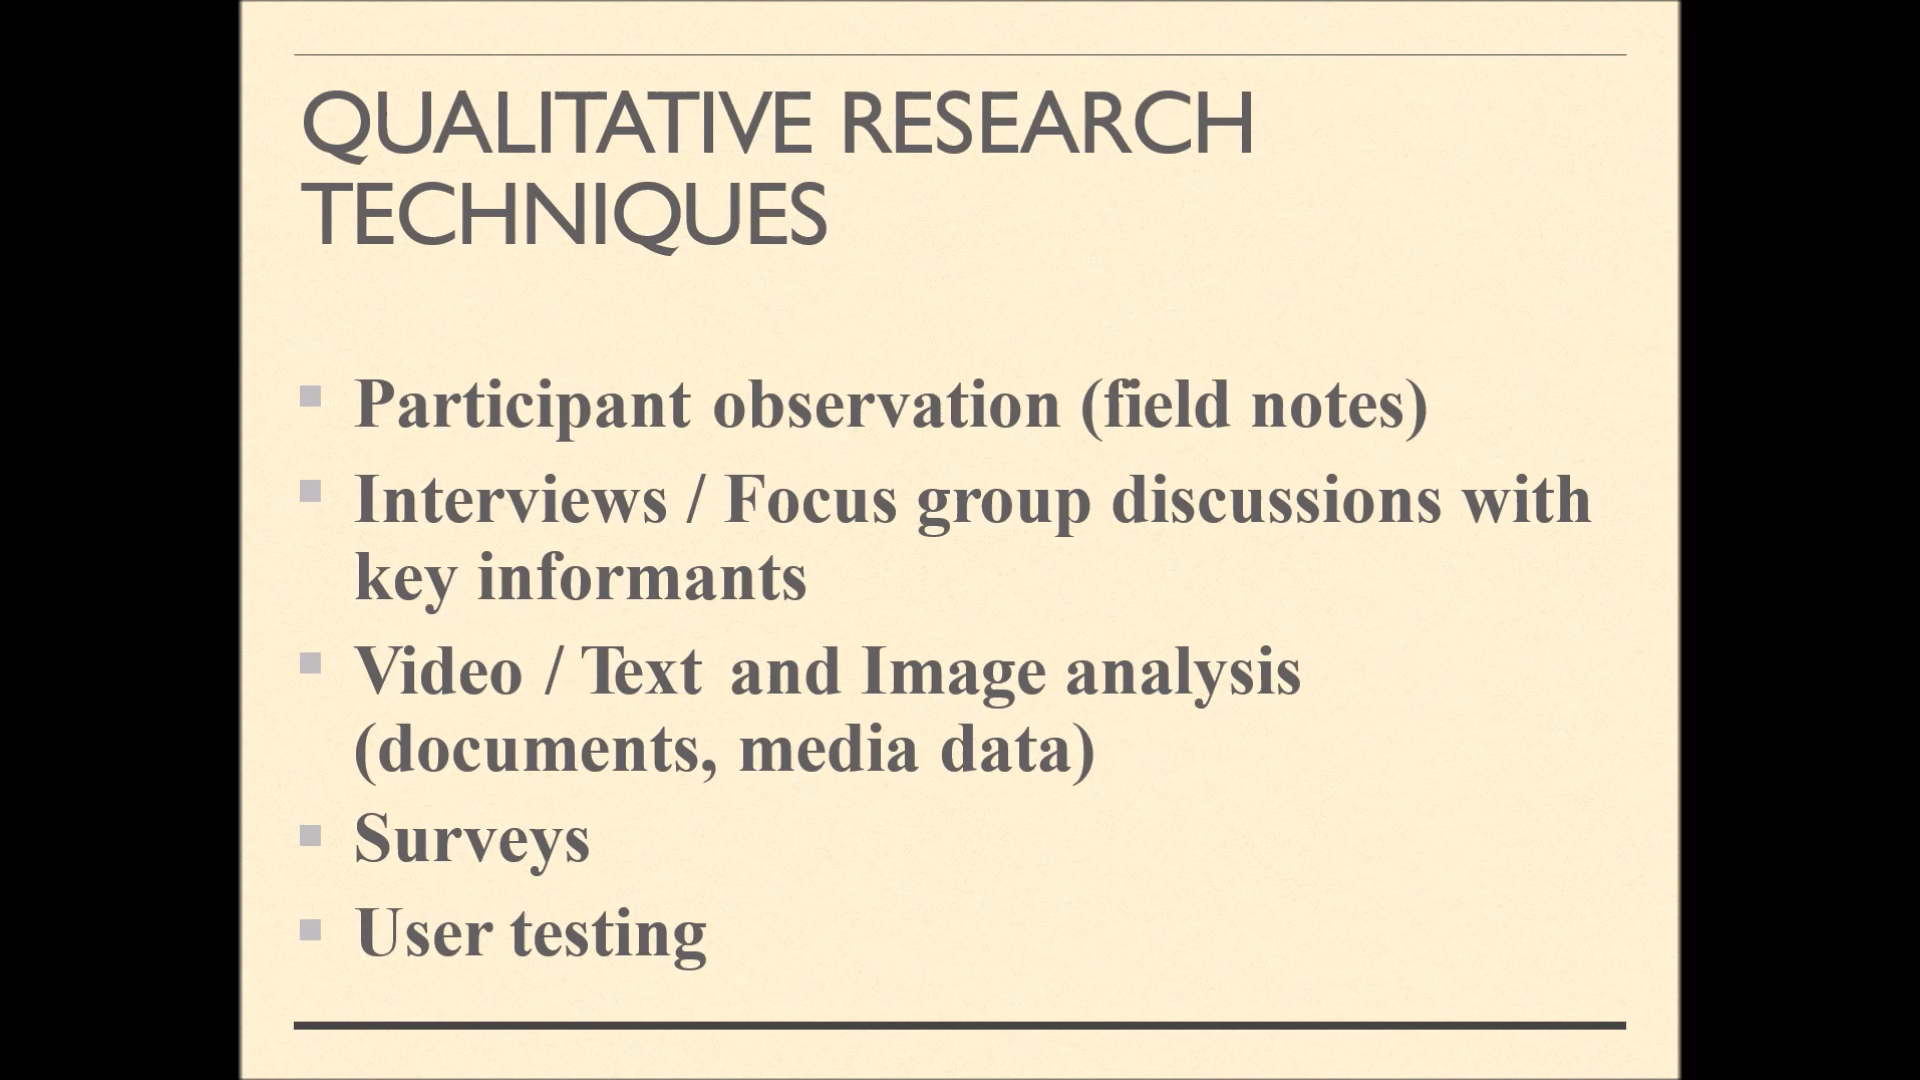 QUALITATIVE RESEARCH
TECHNIQUES
Participant observation (field notes)
Interviews / Focus group discussions with
key informants
Video / Text and Image analysis
(documents, media data)
Surveys
User testing